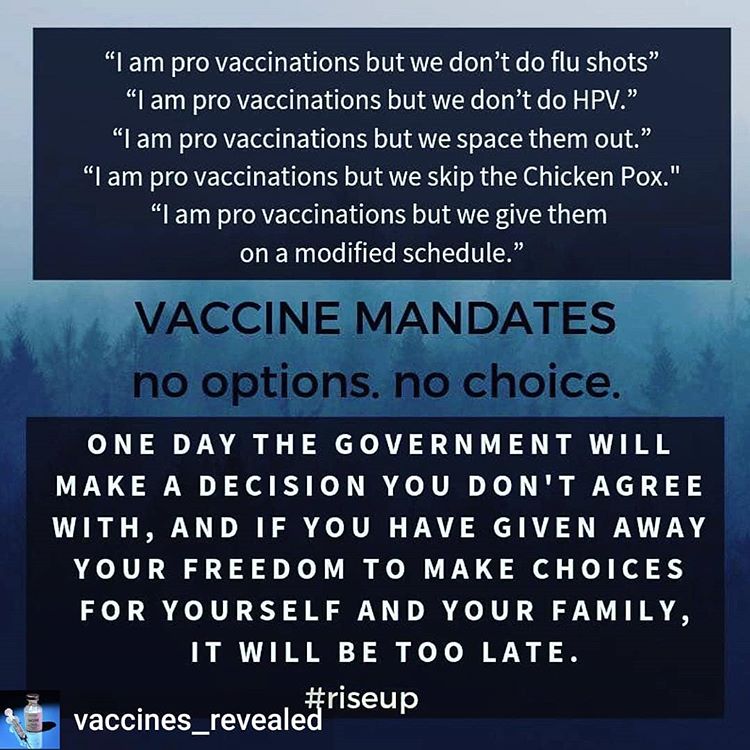 “I am pro vaccinations but we don’t do flu shots”
“I am pro vaccinations but we don’t do HPV.”
“I am pro vaccinations but we space them out.”
“I am pro vaccinations but we skip the Chicken Pox."
“I am pro vaccinations but we give them
on a modified schedule.”
VACCINE MANDATES
no options. no choice.
ONE DAY THE GOVERNMENT WILL
MAKE A DECISION YOU DON'T AGREE
WITH, AND IF YOU HAVE GIVEN AWAY
YOUR FREEDOM TO MAKE CHOICES
FOR YOURSELF AND YOUR FAMILY,
IT WILL BE TOO LATE.
#riseup
vaccines_revealed